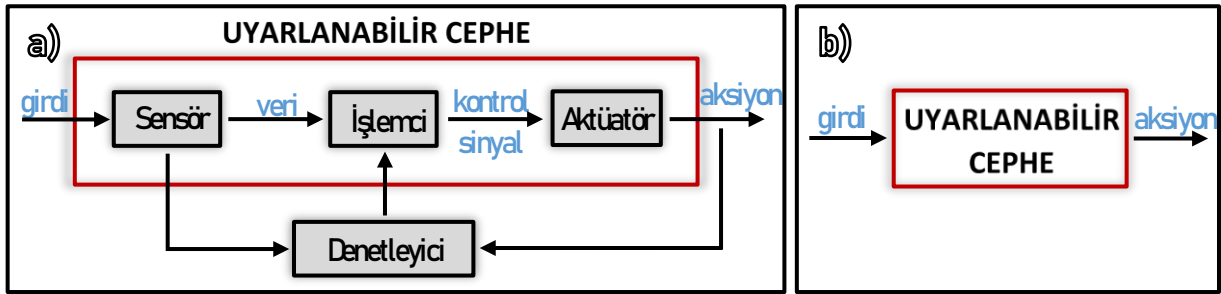 a)
UYARLANABİLİR CEPHE
girdi
Sensör
veri
İşlemci
kontrol
sinyal
Aktüatör
aksiyon
Denetleyici
b)
girdi
UYARLANABİLİR
CEPHE
aksiyon